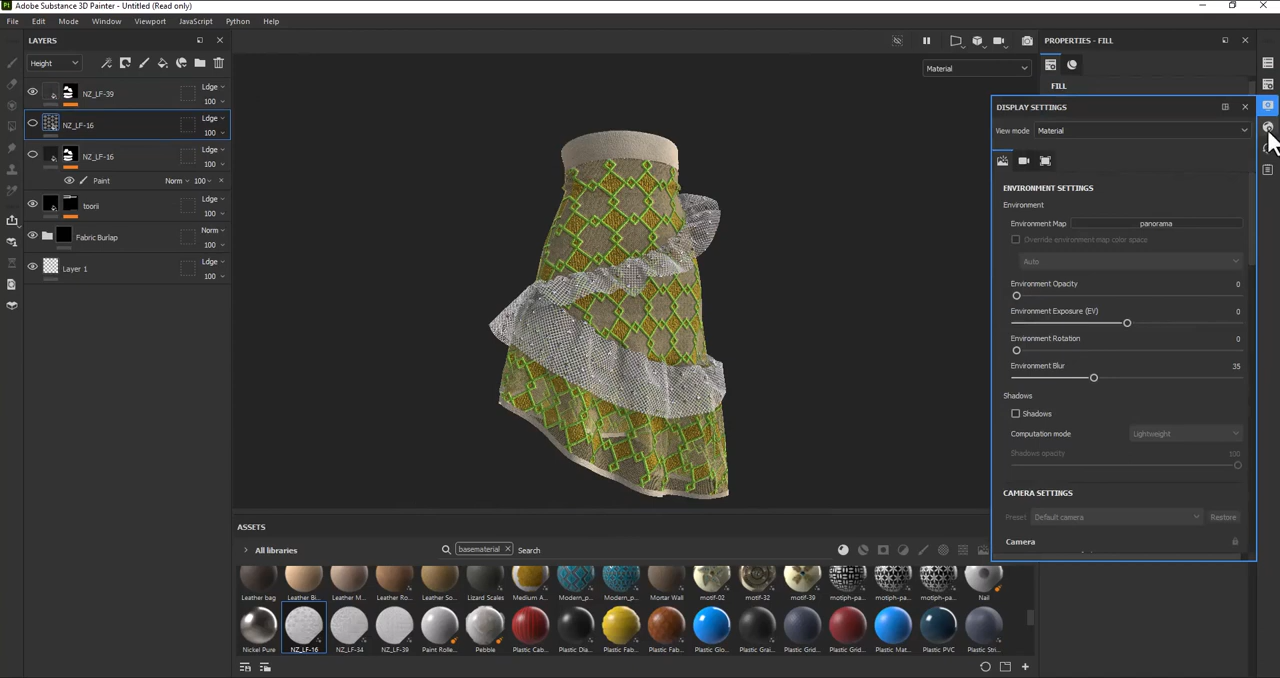 Adobe Substance 3D Painter - Untitled (Read only)
File Edit Mode Window Viewport JavaScript Python Help
LAYERS
Height
NZ_LF-39
Ldge
100
NZ_LF-16
Ldge
100
NZ_LF-16
Ldge
100
Paint Norm 100
toorii
Ldge
100
Fabric Burlap
Norm
100
Layer 1
Ldge
100
Material
PROPERTIES - FILL
FILL
DISPLAY SETTINGS
View mode Material
ENVIRONMENT SETTINGS
Environment
Environment Map panorama
Override environment map color space
Auto
Environment Opacity 0
Environment Exposure (EV) 0
Environment Rotation 0
Environment Blur 35
Shadows
Shadows
Computation mode Lightweight
Shadows opacity 100
CAMERA SETTINGS
Preset Default camera Restore
Camera
ASSETS
All libraries basematerial Search
Leather bag Leather Bi... Leather M... Leather Ro... Leather So... Lizard Scales Medium A... Modern_p... Modern_p... Mortar Wall motif-02 motif-32 motif-39 motiph-pa... motiph-pa... motiph-pa... Nail
Nickel Pure NZ_LF-16 NZ_LF-34 NZ_LF-39 Paint Rolle... Pebble Plastic Cab... Plastic Dia... Plastic Fab... Plastic Fab... Plastic Glo... Plastic Grai... Plastic Grid... Plastic Grid... Plastic Mat... Plastic PVC Plastic Stri...